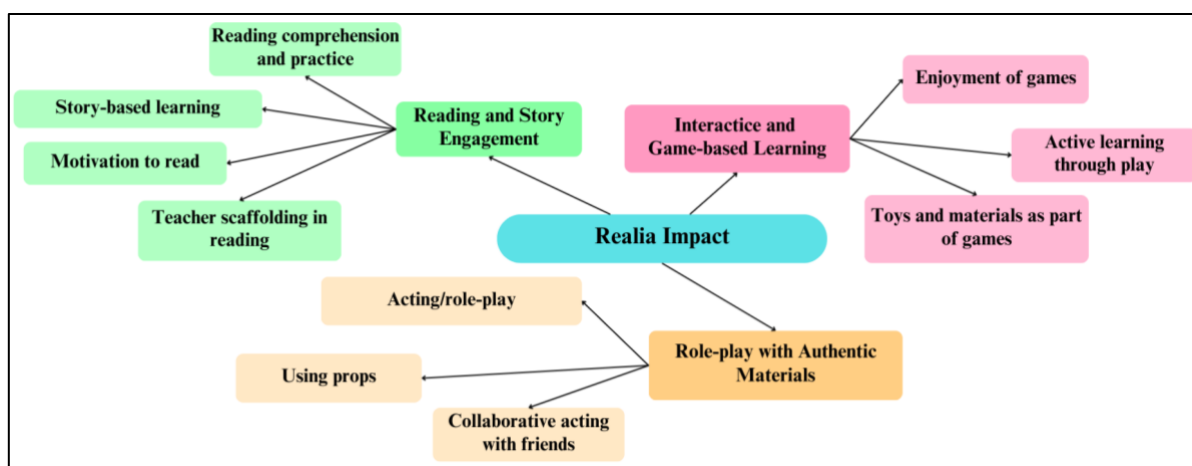 Reading comprehension
and practice
Story-based learning
Motivation to read
Teacher scaffolding in
reading
Reading and Story
Engagement
Interactice and
Game-based Learning
Enjoyment of games
Active learning
through play
Toys and materials as part
of games
Realia Impact
Acting/role-play
Using props
Collaborative acting
with friends
Role-play with Authentic
Materials